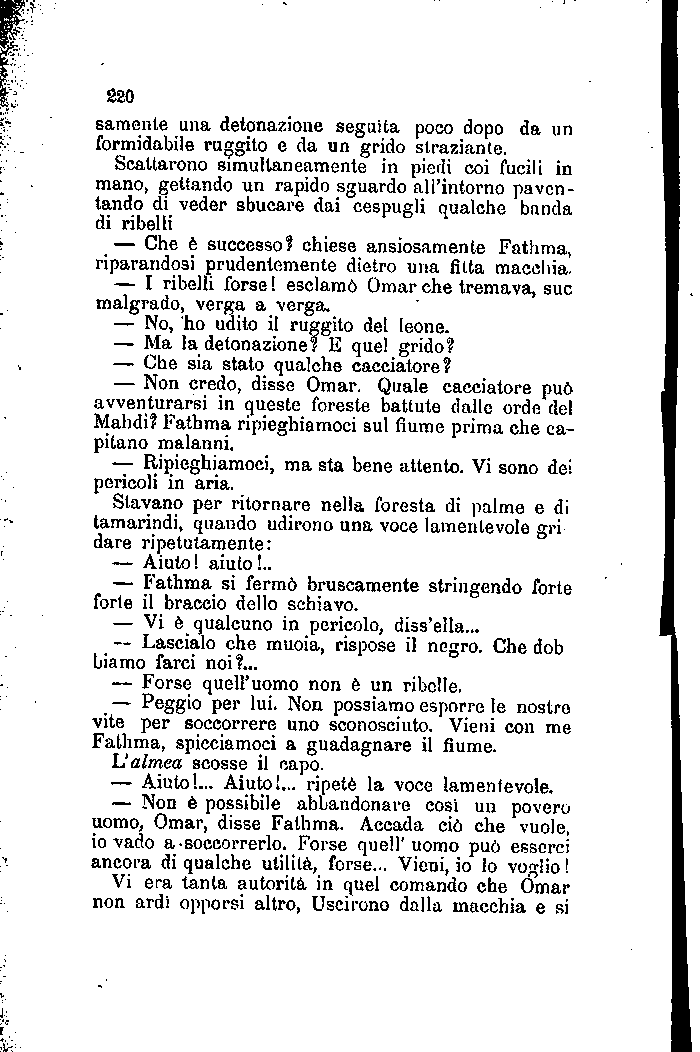 220
samente una detonazione seguita poco dopo da un
formidabile ruggito e da un grido straziante.
Scattarono simultaneamente in piedi coi fucili in
mano, gettando un rapido sguardo all'intorno paven-
tando di veder sbucare dai cespugli qualche banda
di ribelli
— Che è successo? chiese ansiosamente Fathma,
riparandosi prudentemente dietro una fitta macchia.
— I ribelli forse! esclamò Omar che tremava, suc
malgrado, verga a verga.
— No, ho udito il ruggito del leone.
— Ma la detonazione? E quel grido?
— Che sia stato qualche cacciatore?
— Non credo, disse Omar. Quale cacciatore può
avventurarsi in queste foreste battute dalle orde del
Mahdi? Fathma ripieghiamoci sul fiume prima che ca-
pitano malanni.
— Ripieghiamoci, ma sta bene attento. Vi sono dei
pericoli in aria.
Stavano per ritornare nella foresta di palme e di
tamarindi, quando udirono una voce lamentevole gri
dare ripetutamente:
— Aiuto! aiuto!..
— Fathma si fermò bruscamente stringendo forte
forte il braccio dello schiavo.
— Vi è qualcuno in pericolo, diss'ella...
— Lascialo che muoia, rispose il negro. Che dob
biamo farci noi?...
— Forse quell'uomo non è un ribelle.
— Peggio per lui. Non possiamo esporre le nostre
vite per soccorrere uno sconosciuto. Vieni con me
Fathma, spicciamoci a guadagnare il fiume.
L'almea scosse il capo.
— Aiuto!... Aiuto!... ripetè la voce lamentevole.
— Non è possibile abbandonare così un povero
uomo, Omar, disse Fathma. Accada ciò che vuole,
io vado a soccorrerlo. Forse quell' uomo può esserci
ancora di qualche utilità, forse... Vieni, io lo voglio!
Vi era tanta autorità in quel comando che Omar
non ardì opporsi altro, Uscirono dalla macchia e si